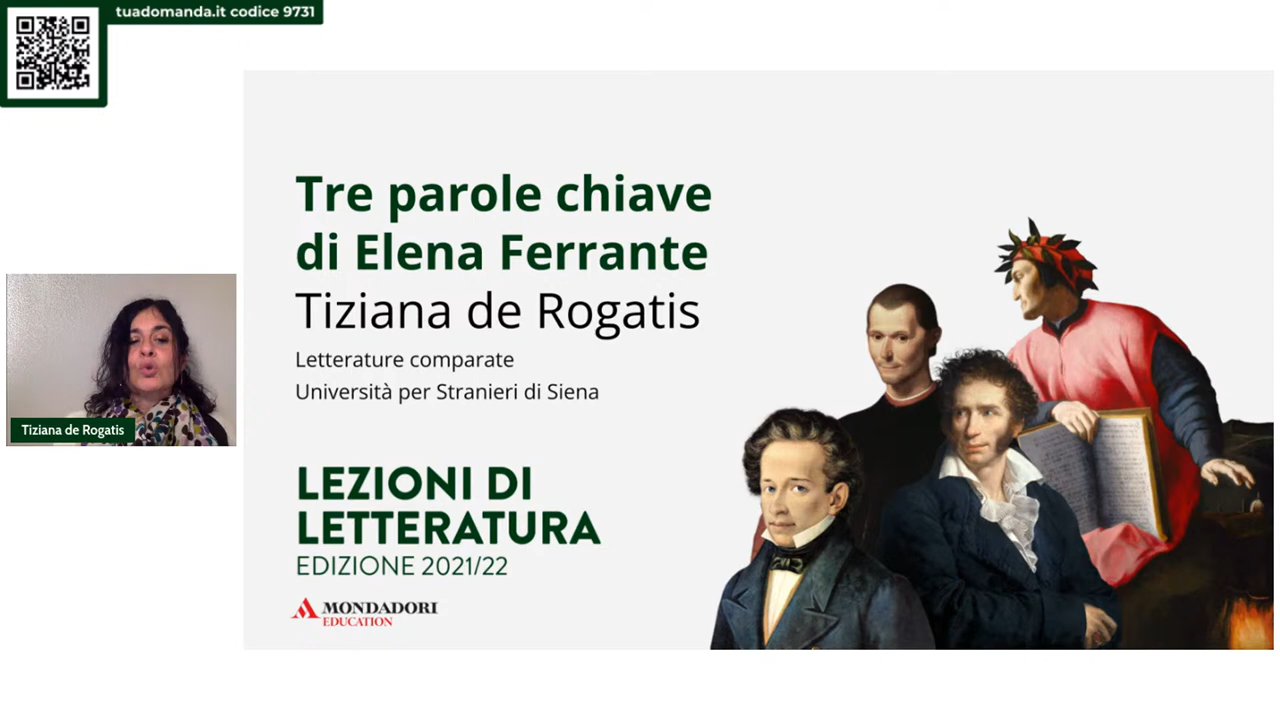 tuadomanda.it codice 9731
Tre parole chiave
di Elena Ferrante
Tiziana de Rogatis
Letterature comparate
Università per Stranieri di Siena
Tiziana de Rogatis
LEZIONI DI
LETTERATURA
EDIZIONE 2021/22
MONDADORI
EDUCATION